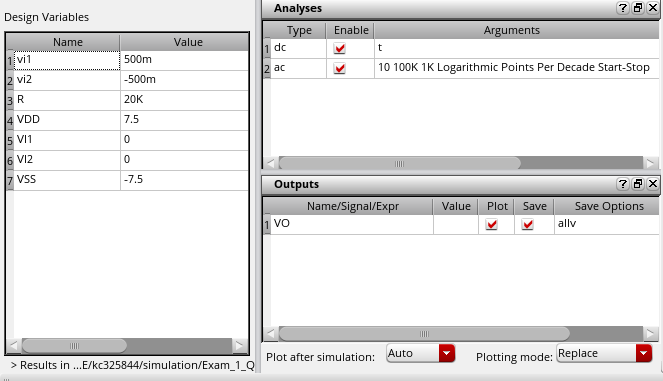 Design Variables
Name Value
1 vi1 500m
2 vi2 -500m
3 R 20K
4 VDD 7.5
5 VI1 0
6 VI2 0
7 VSS -7.5
> Results in ...E/kc325844/simulation/Exam_1_Q
Analyses
Type Enable Arguments
1 dc t
2 ac 10 100K 1K Logarithmic Points Per Decade Start-Stop
Outputs
Name/Signal/Expr Value Plot Save Save Options
1 VO allv
Plot after simulation: Auto Plotting mode: Replace